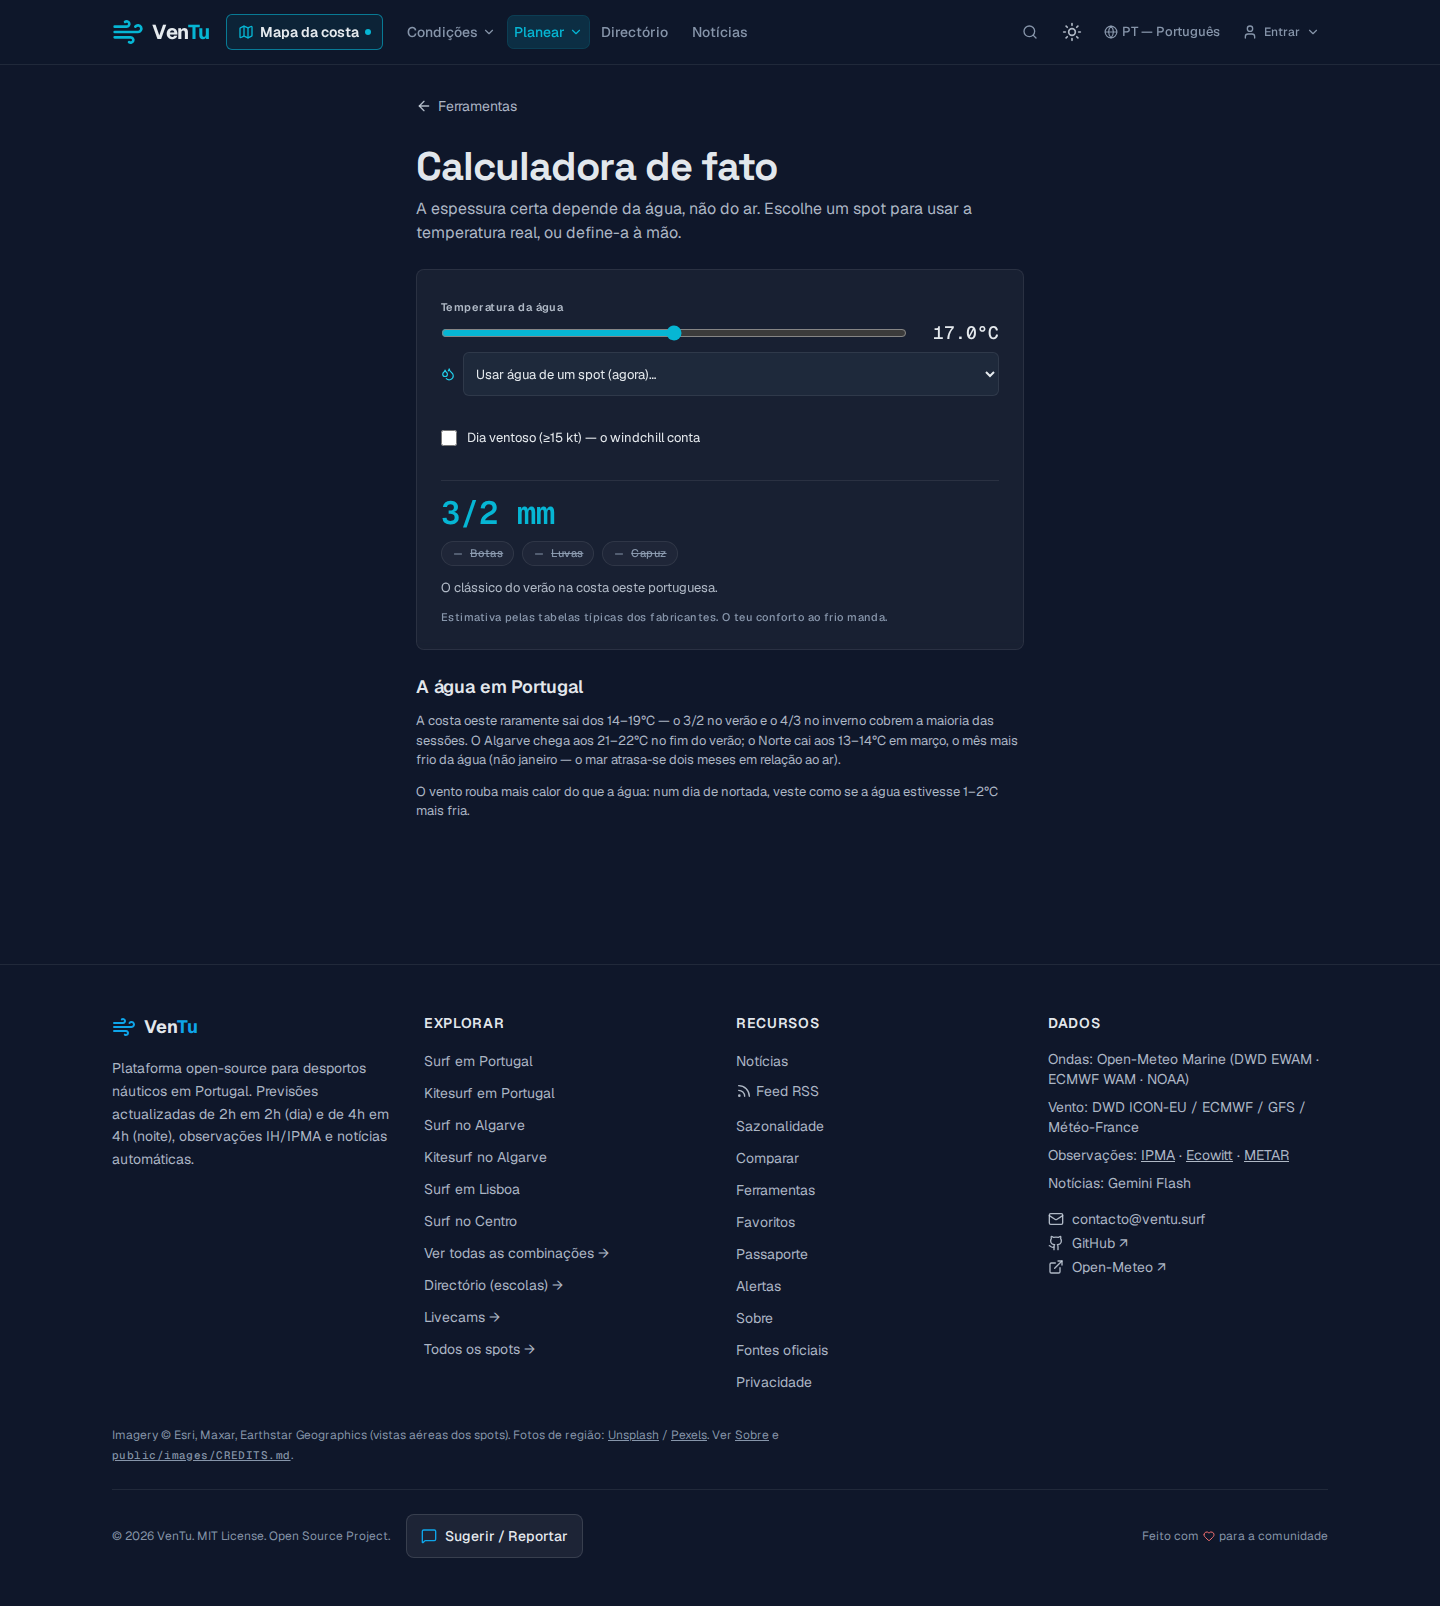 VenTu
Mapa da costa
Condições
Planear
Directório
Notícias
PT — Português
Entrar
Ferramentas
Calculadora de fato
A espessura certa depende da água, não do ar. Escolhe um spot para usar a
temperatura real, ou define-a à mão.
Temperatura da água
17.0°C
Usar água de um spot (agora)...
Dia ventoso (≥15 kt) — o windchill conta
3/2 mm
— Botas
— Luvas
— Capuz
O clássico do verão na costa oeste portuguesa.
Estimativa pelas tabelas típicas dos fabricantes. O teu conforto ao frio manda.
A água em Portugal
A costa oeste raramente sai dos 14–19°C — o 3/2 no verão e o 4/3 no inverno cobrem a maioria das
sessões. O Algarve chega aos 21–22°C no fim do verão; o Norte cai aos 13–14°C em março, o mês mais
frio da água (não janeiro — o mar atrasa-se dois meses em relação ao ar).
O vento rouba mais calor do que a água: num dia de nortada, veste como se a água estivesse 1–2°C
mais fria.
VenTu
Plataforma open-source para desportos
náuticos em Portugal. Previsões
actualizadas de 2h em 2h (dia) e de 4h em
4h (noite), observações IH/IPMA e notícias
automáticas.
EXPLORAR
Surf em Portugal
Kitesurf em Portugal
Surf no Algarve
Kitesurf no Algarve
Surf em Lisboa
Surf no Centro
Ver todas as combinações →
Directório (escolas) →
Livecams →
Todos os spots →
RECURSOS
Notícias
Feed RSS
Sazonalidade
Comparar
Ferramentas
Favoritos
Passaporte
Alertas
Sobre
Fontes oficiais
Privacidade
DADOS
Ondas: Open-Meteo Marine (DWD EWAM ·
ECMWF WAM · NOAA)
Vento: DWD ICON-EU / ECMWF / GFS /
Météo-France
Observações: IPMA · Ecowitt · METAR
Notícias: Gemini Flash
contacto@ventu.surf
GitHub ↗
Open-Meteo ↗
Imagery © Esri, Maxar, Earthstar Geographics (vistas aéreas dos spots). Fotos de região: Unsplash / Pexels. Ver Sobre e
public/images/CREDITS.md.
© 2026 VenTu. MIT License. Open Source Project.
Sugerir / Reportar
Feito com ♡ para a comunidade